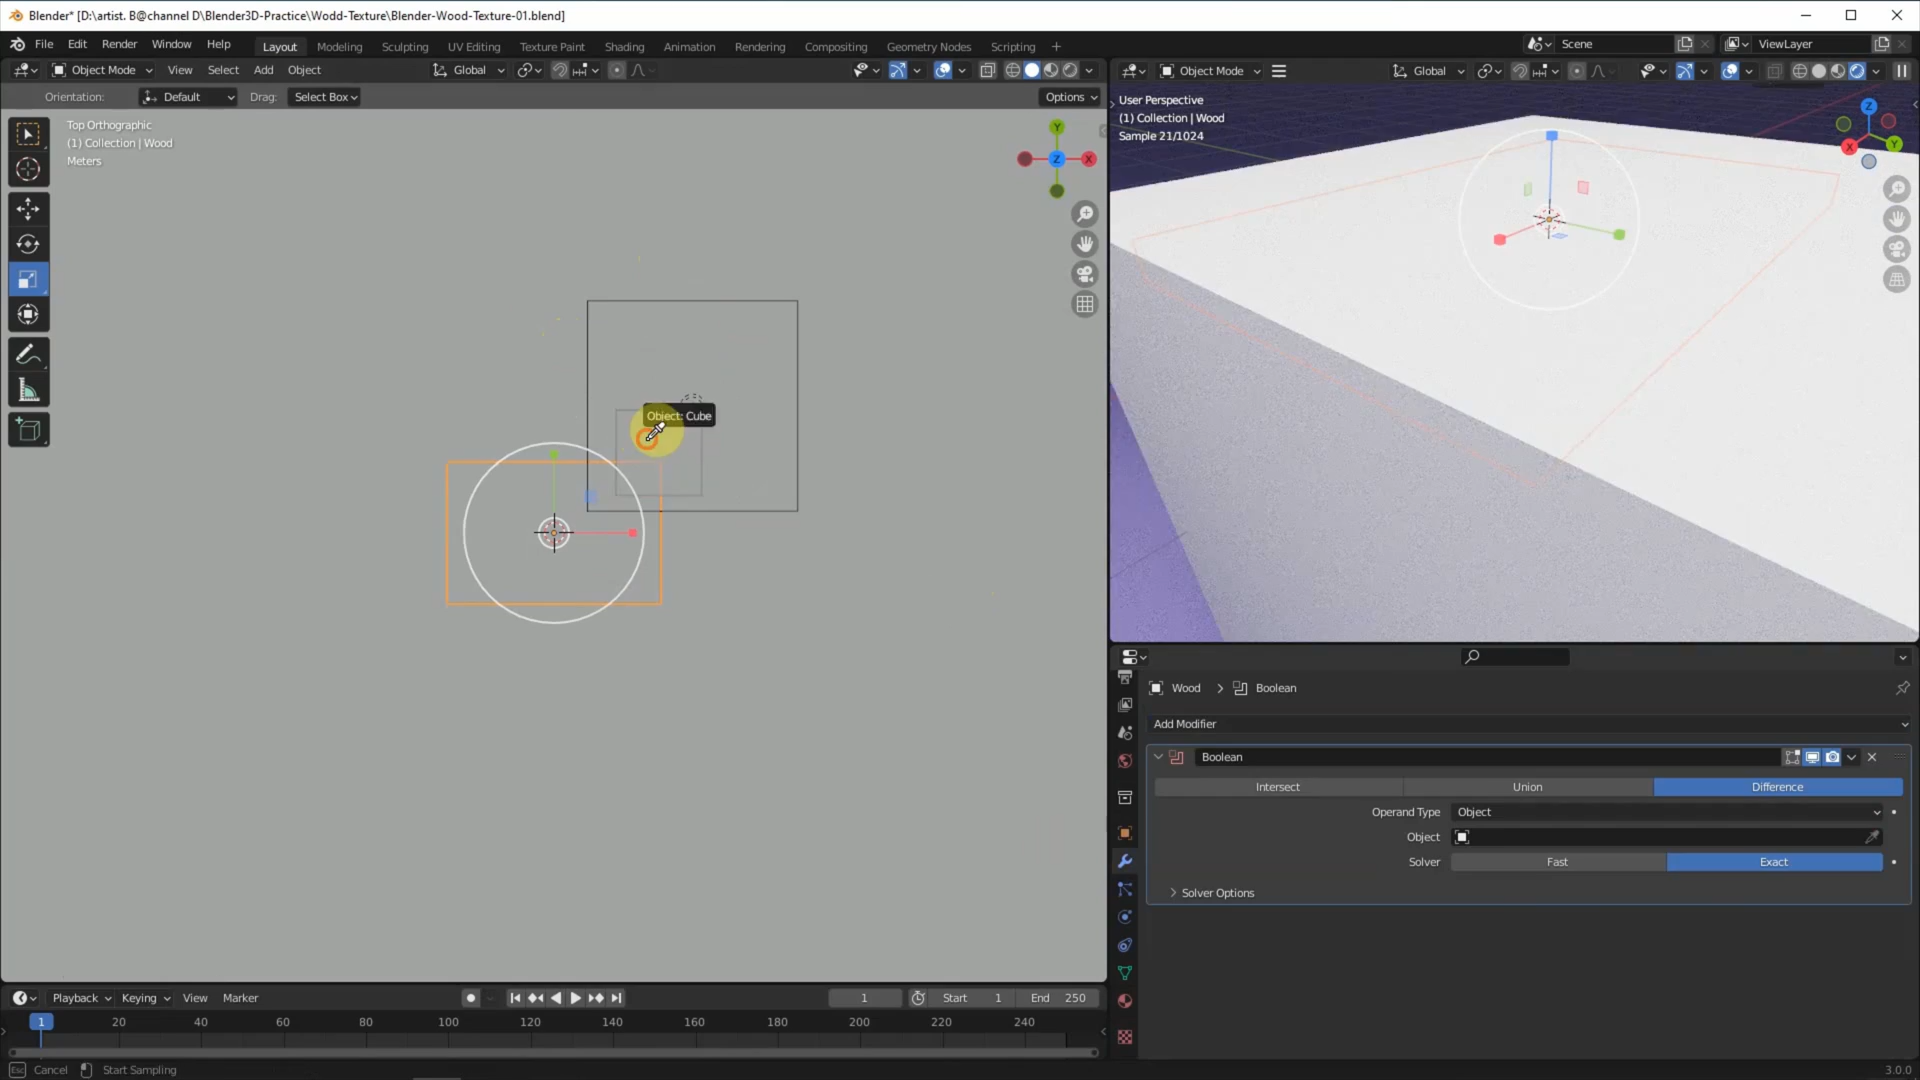 Blender* [D:\artist. B@channel D\Blender3D-Practice\Wodd-Texture\Blender-Wood-Texture-01.blend]
File Edit Render Window Help Layout Modeling Sculpting UV Editing Texture Paint Shading Animation Rendering Compositing Geometry Nodes Scripting + Scene ViewLayer
Object Mode View Select Add Object Global Object Mode Global
Orientation: Default Drag: Select Box Options
Top Orthographic
(1) Collection | Wood
Meters
Y
Z X
User Perspective
(1) Collection | Wood
Sample 21/1024
Z
X Y
Object: Cube
Wood > Boolean
Add Modifier
Boolean
Intersect Union Difference
Operand Type Object
Object
Solver Fast Exact
Solver Options
Playback Keying View Marker 1 Start 1 End 250
1 20 40 60 80 100 120 140 160 180 200 220 240
Esc Cancel Start Sampling 3.0.0